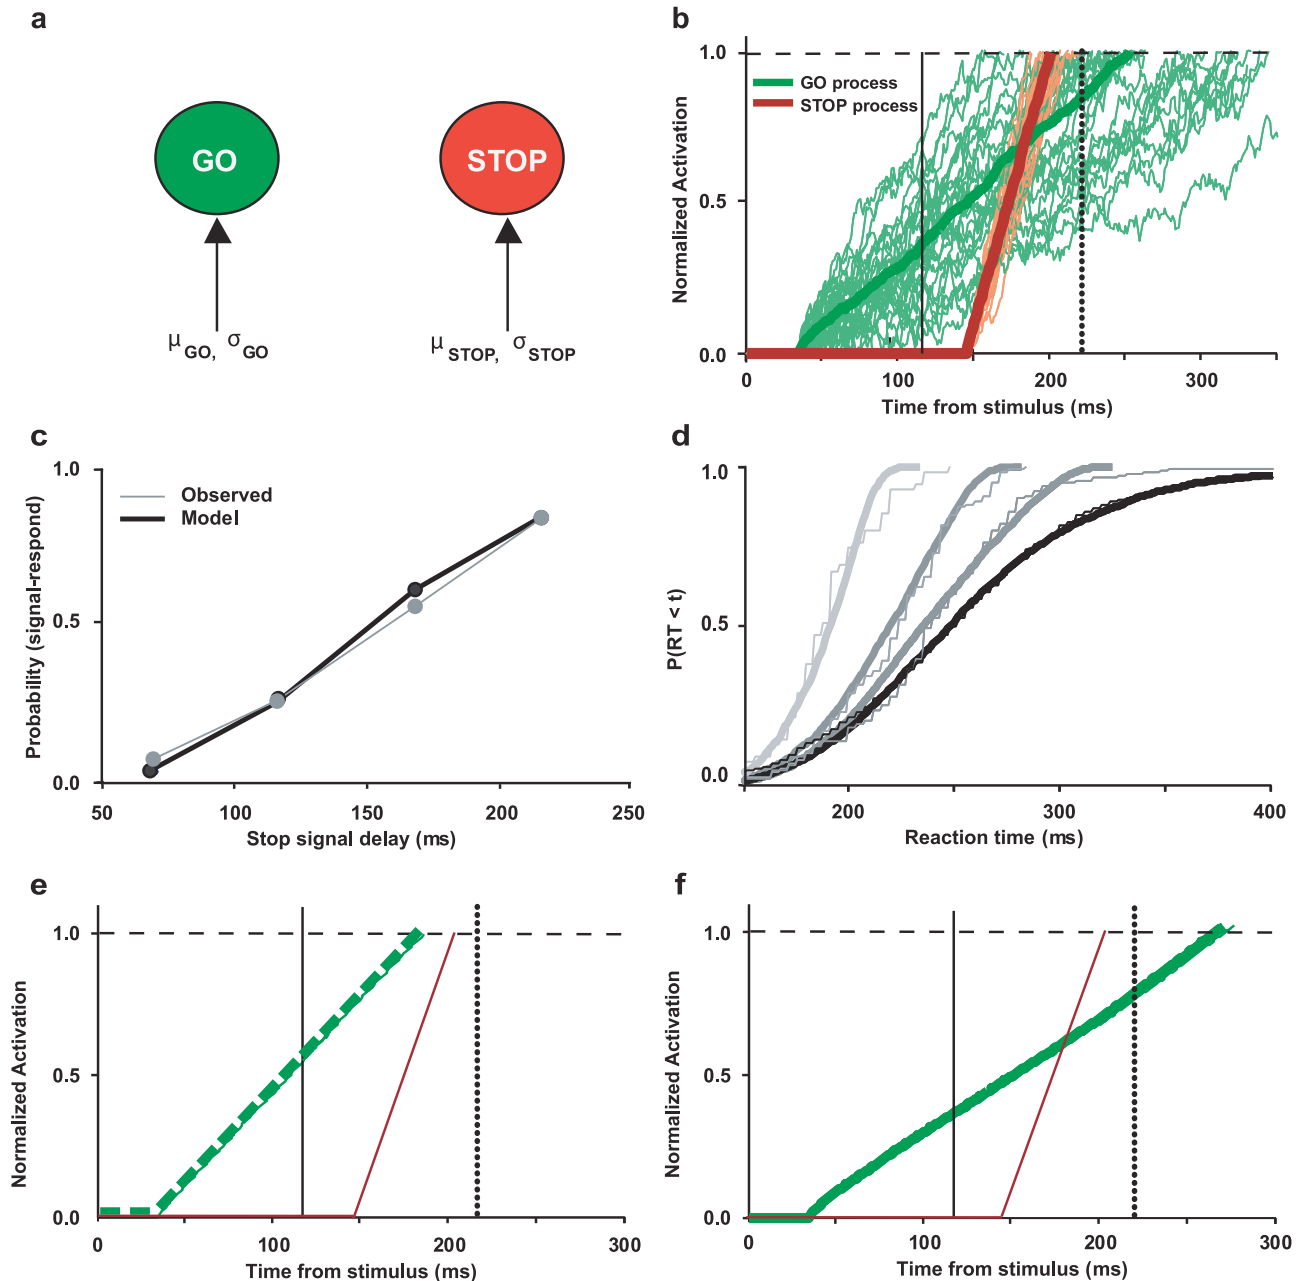 a
GO
STOP
μGO, σGO
μSTOP, σSTOP
b
1.0
0.5
0.0
Normalized Activation
GO process
STOP process
0
100
200
300
Time from stimulus (ms)
c
1.0
0.5
0.0
Probability (signal-respond)
Observed
Model
50
100
150
200
250
Stop signal delay (ms)
d
1.0
0.5
0.0
P(RT < t)
200
250
300
400
Reaction time (ms)
e
1.0
0.5
0.0
Normalized Activation
0
100
200
300
Time from stimulus (ms)
f
1.0
0.5
0.0
Normalized Activation
0
100
200
300
Time from stimulus (ms)